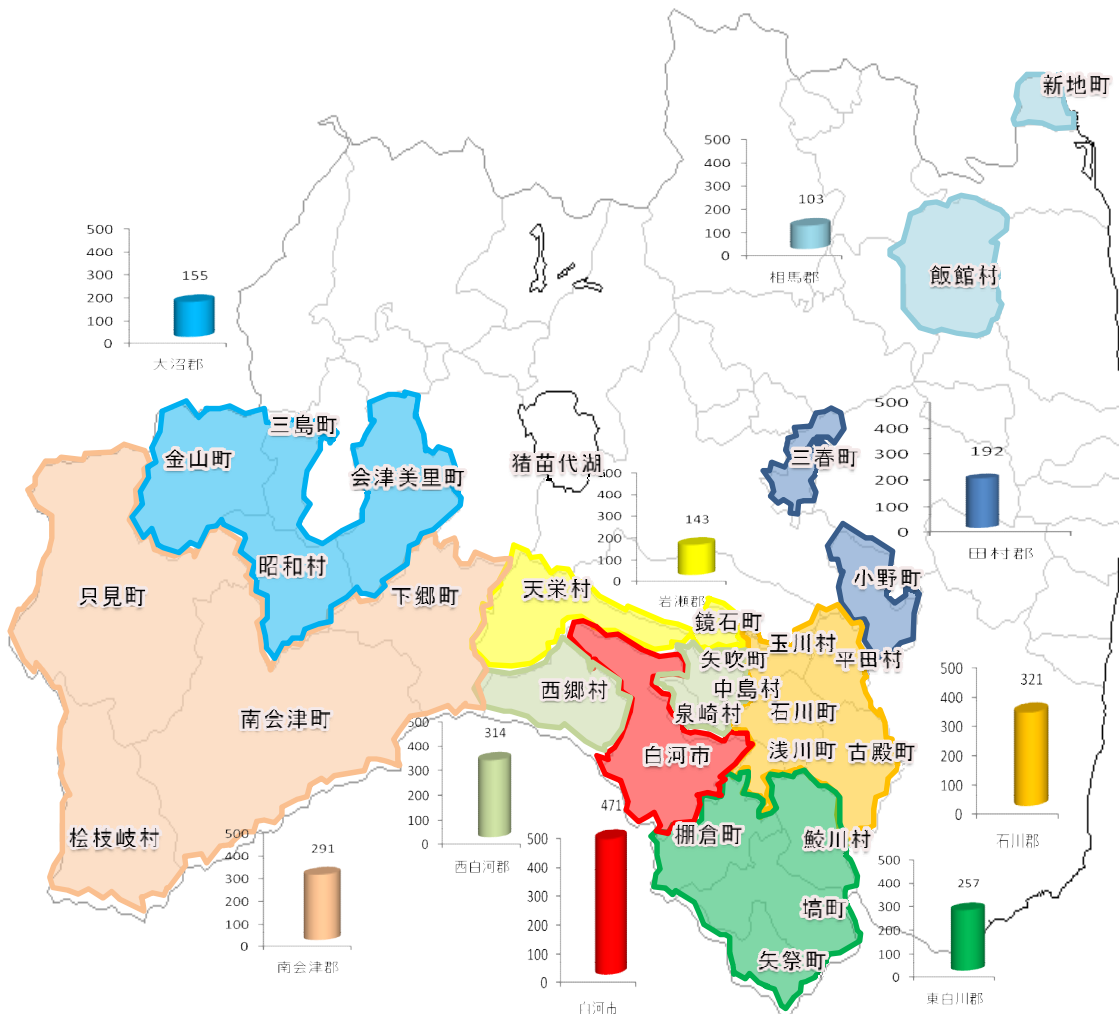 新地町
500
400
300
200
100
0
103
相馬郡
飯館村
500
400
300
200
100
0
155
大沼郡
三島町
金山町
会津美里町
昭和村
猪苗代湖
三春町
500
400
300
200
100
0
192
田村郡
500
400
300
200
100
0
143
岩瀬郡
只見町
下郷町
天栄村
鏡石町
小野町
玉川村
平田村
矢吹町
中島村
西郷村
泉崎村
石川町
南会津町
白河市
浅川町
古殿町
500
400
300
200
100
0
321
石川郡
500
400
300
200
100
0
314
西白河郡
桧枝岐村
500
400
300
200
100
0
291
南会津郡
471
500
400
300
200
100
0
白河市
棚倉町
鮫川村
塙町
矢祭町
500
400
300
200
100
0
257
東白川郡